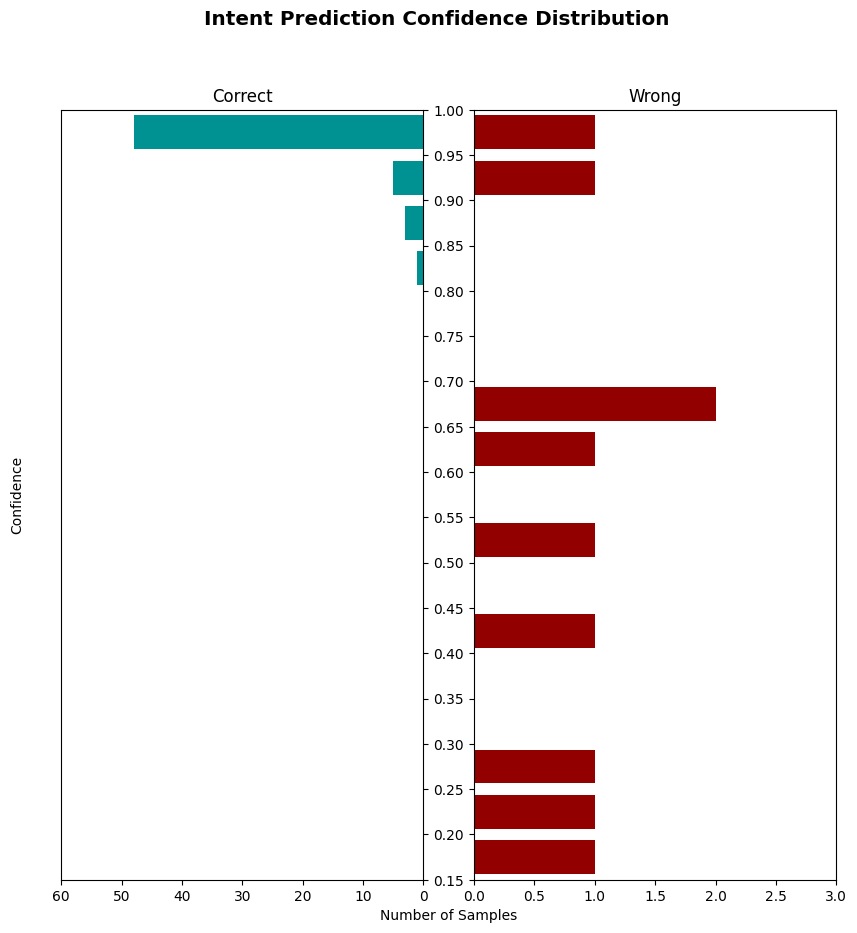 Intent Prediction Confidence Distribution
Correct
Wrong
1.00
0.95
0.90
0.85
0.80
0.75
0.70
0.65
0.60
0.55
0.50
0.45
0.40
0.35
0.30
0.25
0.20
0.15
Confidence
60 50 40 30 20 10 0
0.0 0.5 1.0 1.5 2.0 2.5 3.0
Number of Samples